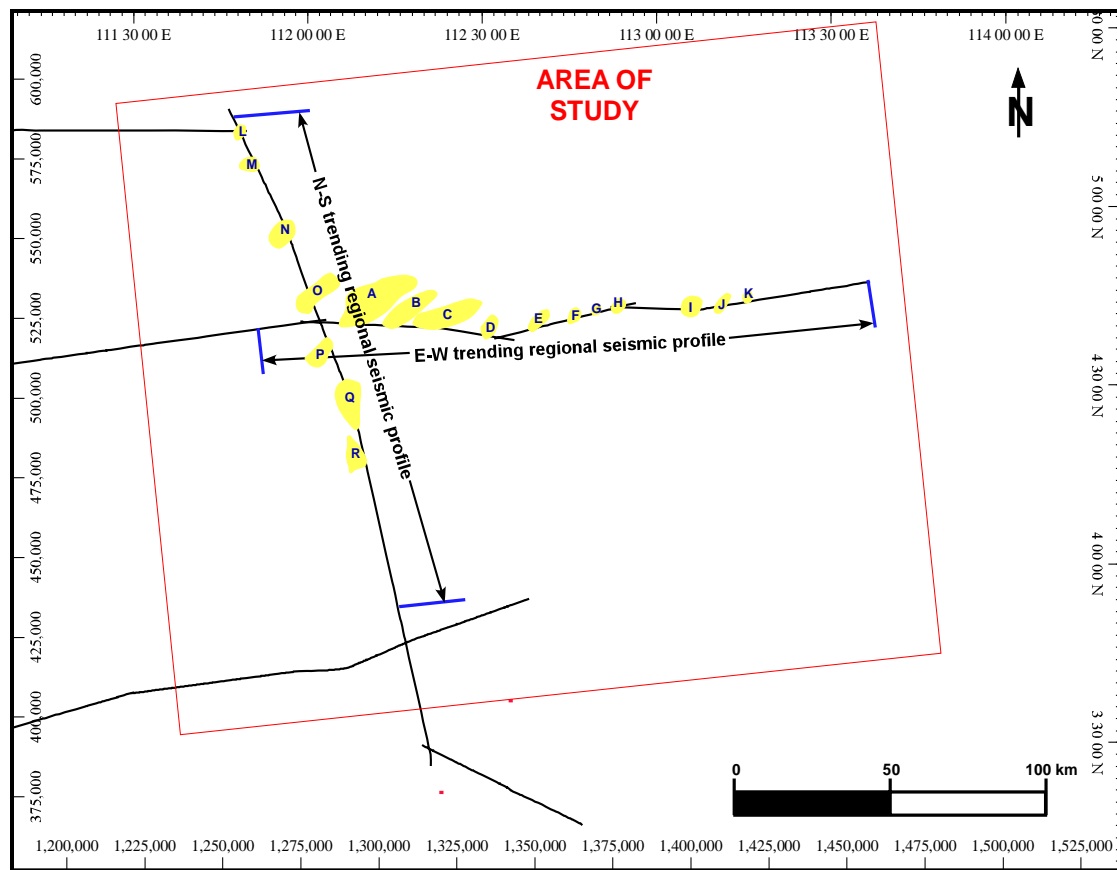 111 30 00 E
112 00 00 E
112 30 00 E
113 00 00 E
113 30 00 E
114 00 00 E
AREA OF
STUDY
N
600,000
575,000
550,000
525,000
500,000
475,000
450,000
425,000
400,000
375,000
5 00 00 N
4 30 00 N
4 00 00 N
3 30 00 N
L
M
N
O
A
B
C
D
E
F
G
H
I
J
K
P
Q
R
N-S trending regional seismic profile
E-W trending regional seismic profile
0
50
100 km
1,200,000
1,225,000
1,250,000
1,275,000
1,300,000
1,325,000
1,350,000
1,375,000
1,400,000
1,425,000
1,450,000
1,475,000
1,500,000
1,525,000